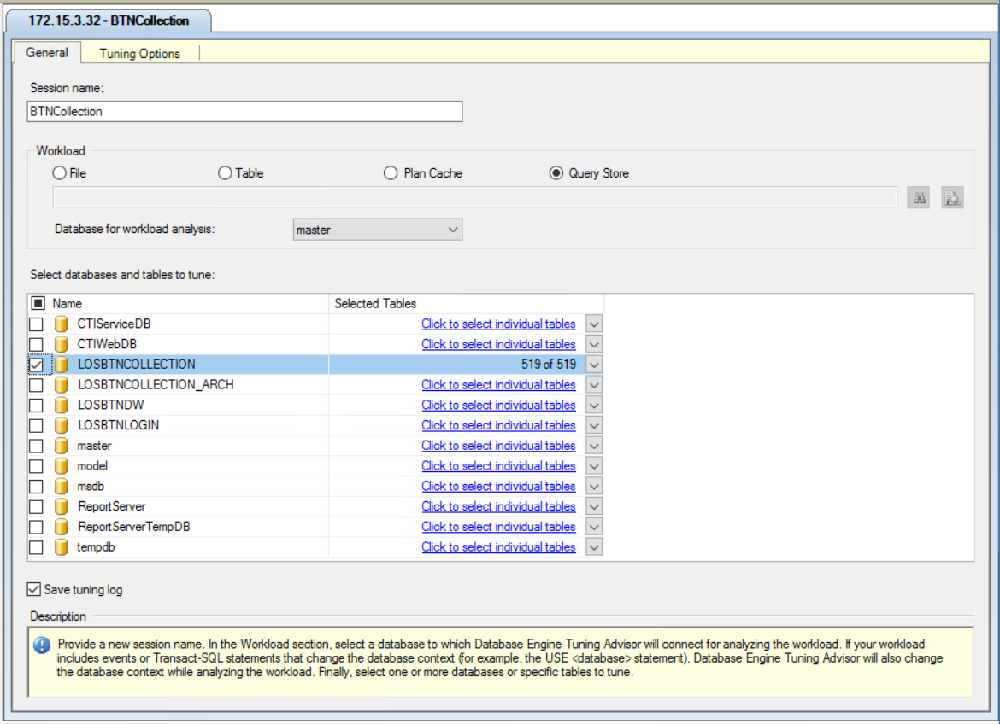 172.15.3.32 - BTNCollection
General Tuning Options
Session name:
BTNCollection
Workload
File Table Plan Cache Query Store
Database for workload analysis: master
Select databases and tables to tune:
Name Selected Tables
CTIServiceDB Click to select individual tables
CTIWebDB Click to select individual tables
LOSBTNCOLLECTION 519 of 519
LOSBTNCOLLECTION_ARCH Click to select individual tables
LOSBTNDW Click to select individual tables
LOSBTNLOGIN Click to select individual tables
master Click to select individual tables
model Click to select individual tables
msdb Click to select individual tables
ReportServer Click to select individual tables
ReportServerTempDB Click to select individual tables
tempdb Click to select individual tables
Save tuning log
Description
Provide a new session name. In the Workload section, select a database to which Database Engine Tuning Advisor will connect for analyzing the workload. If your workload
includes events or Transact-SQL statements that change the database context (for example, the USE <database> statement), Database Engine Tuning Advisor will also change
the database context while analyzing the workload. Finally, select one or more databases or specific tables to tune.